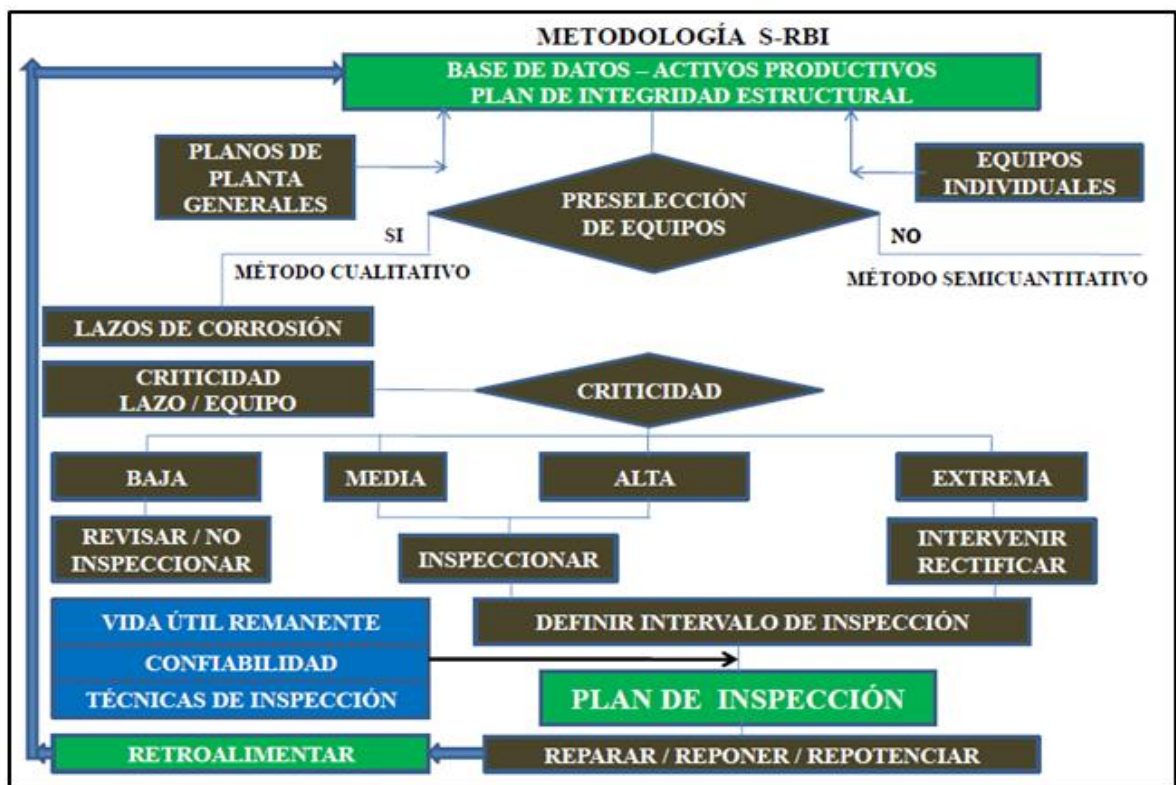 METODOLOGÍA S-RBI
BASE DE DATOS – ACTIVOS PRODUCTIVOS
PLAN DE INTEGRIDAD ESTRUCTURAL
PLANOS DE
PLANTA
GENERALES
EQUIPOS
INDIVIDUALES
PRESELECCIÓN
DE EQUIPOS
SI
NO
MÉTODO CUALITATIVO
MÉTODO SEMICUANTITATIVO
LAZOS DE CORROSIÓN
CRITICIDAD
LAZO / EQUIPO
CRITICIDAD
BAJA
MEDIA
ALTA
EXTREMA
REVISAR / NO
INSPECCIONAR
INSPECCIONAR
INTERVENIR
RECTIFICAR
VIDA ÚTIL REMANENTE
CONFIABILIDAD
TÉCNICAS DE INSPECCIÓN
DEFINIR INTERVALO DE INSPECCIÓN
PLAN DE INSPECCIÓN
RETROALIMENTAR
REPARAR / REPONER / REPOTENCIAR